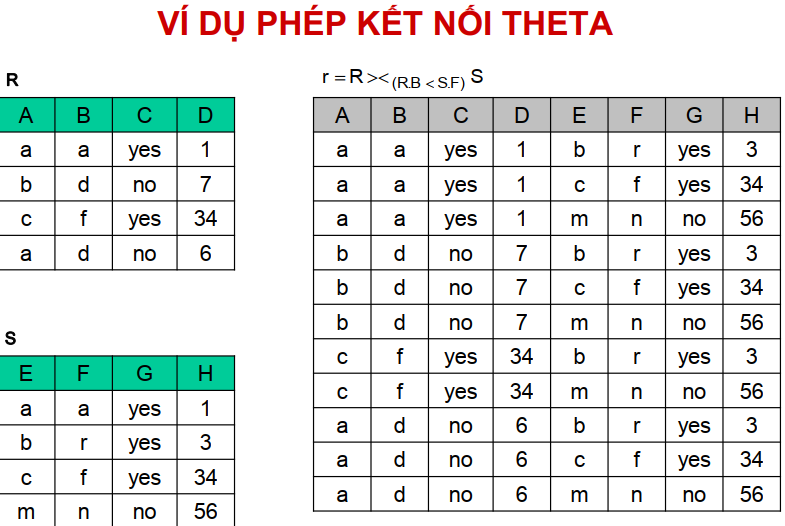 VÍ DỤ PHÉP KẾT NỐI THETA
R
A B C D
a a yes 1
b d no 7
c f yes 34
a d no 6
S
E F G H
a a yes 1
b r yes 3
c f yes 34
m n no 56
r = R >< (R.B < S.F) S
A B C D E F G H
a a yes 1 b r yes 3
a a yes 1 c f yes 34
a a yes 1 m n no 56
b d no 7 b r yes 3
b d no 7 c f yes 34
b d no 7 m n no 56
c f yes 34 b r yes 3
c f yes 34 m n no 56
a d no 6 b r yes 3
a d no 6 c f yes 34
a d no 6 m n no 56